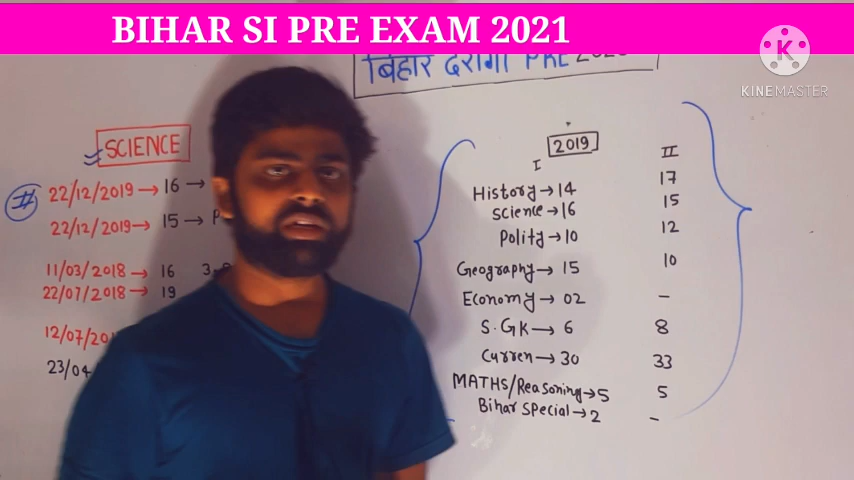 BIHAR SI PRE EXAM 2021
K
KINEMASTER
बिहार दरोगा PRE 2020
SCIENCE
# 22/12/2019 → 16 →
22/12/2019 → 15 → P
11/03/2018 → 16 3.
22/07/2018 → 19
12/07/20
23/04
2019
I II
History → 14 17
Science → 16 15
Polity → 10 12
Geography → 15 10
Economy → 02 –
S.GK → 6 8
Curren → 30 33
MATHS/Reasoning → 5 5
Bihar Special → 2 –